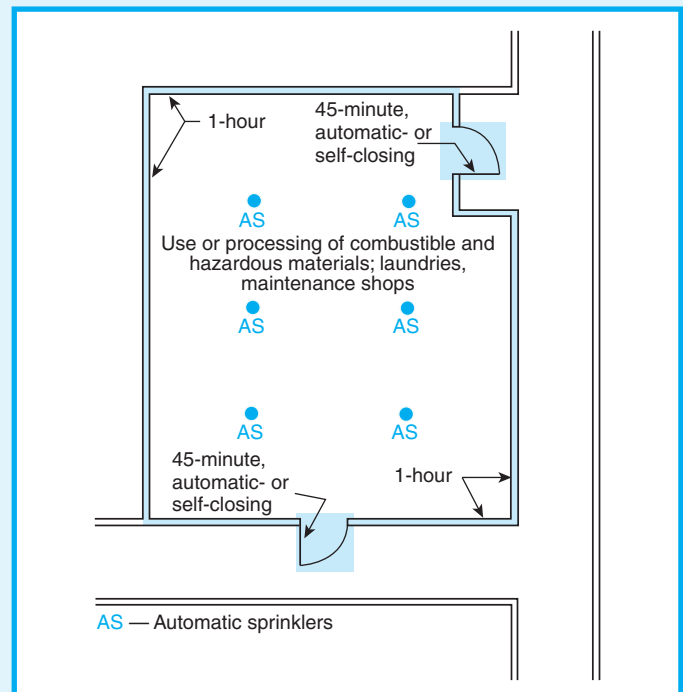 1-hour
45-minute,
automatic- or
self-closing
AS
AS
Use or processing of combustible and
hazardous materials; laundries,
maintenance shops
AS
AS
AS
AS
45-minute,
automatic- or
self-closing
1-hour
AS — Automatic sprinklers